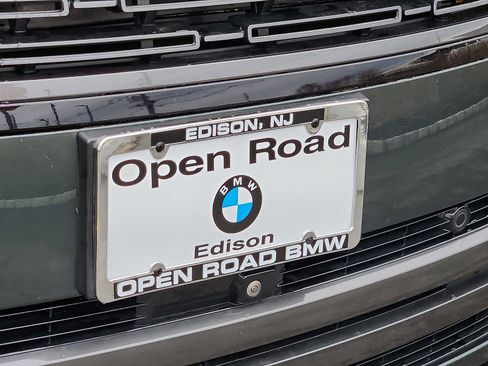 EDISON, NJ
Open Road
BMW
Edison
OPEN ROAD BMW